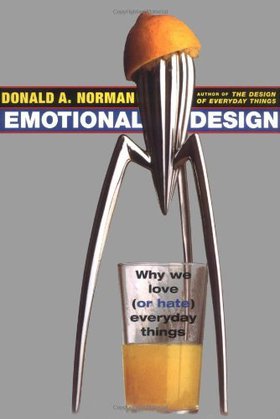 DONALD A. NORMAN
AUTHOR OF THE DESIGN
OF EVERYDAY THINGS
EMOTIONAL DESIGN
Why we
love
(or hate)
everyday
things